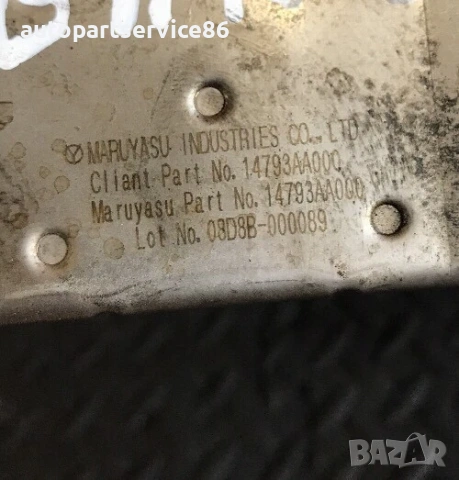 autopartservice86
MARUYASU INDUSTRIES CO., LTD
Cliant Part No. 14793AA000
Maruyasu Part No. 14793AA000
Lot No. 08D8B-000089
BAZAR